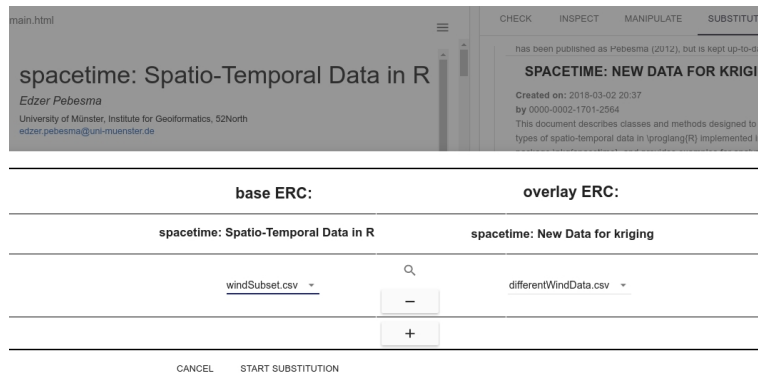 main.html
CHECK INSPECT MANIPULATE SUBSTITUT
spacetime: Spatio-Temporal Data in R
Edzer Pebesma
University of Münster, Institute for Geoinformatics, 52North
edzer.pebesma@uni-muenster.de
has been published as Pebesma (2012), but is kept up-to-d
SPACETIME: NEW DATA FOR KRIGI
Created on: 2018-03-02 20:37
by 0000-0002-1701-2564
This document describes classes and methods designed to
types of spatio-temporal data in \proglang{R} implemented i
base ERC: overlay ERC:
spacetime: Spatio-Temporal Data in R spacetime: New Data for kriging
windSubset.csv differentWindData.csv
−
+
CANCEL START SUBSTITUTION